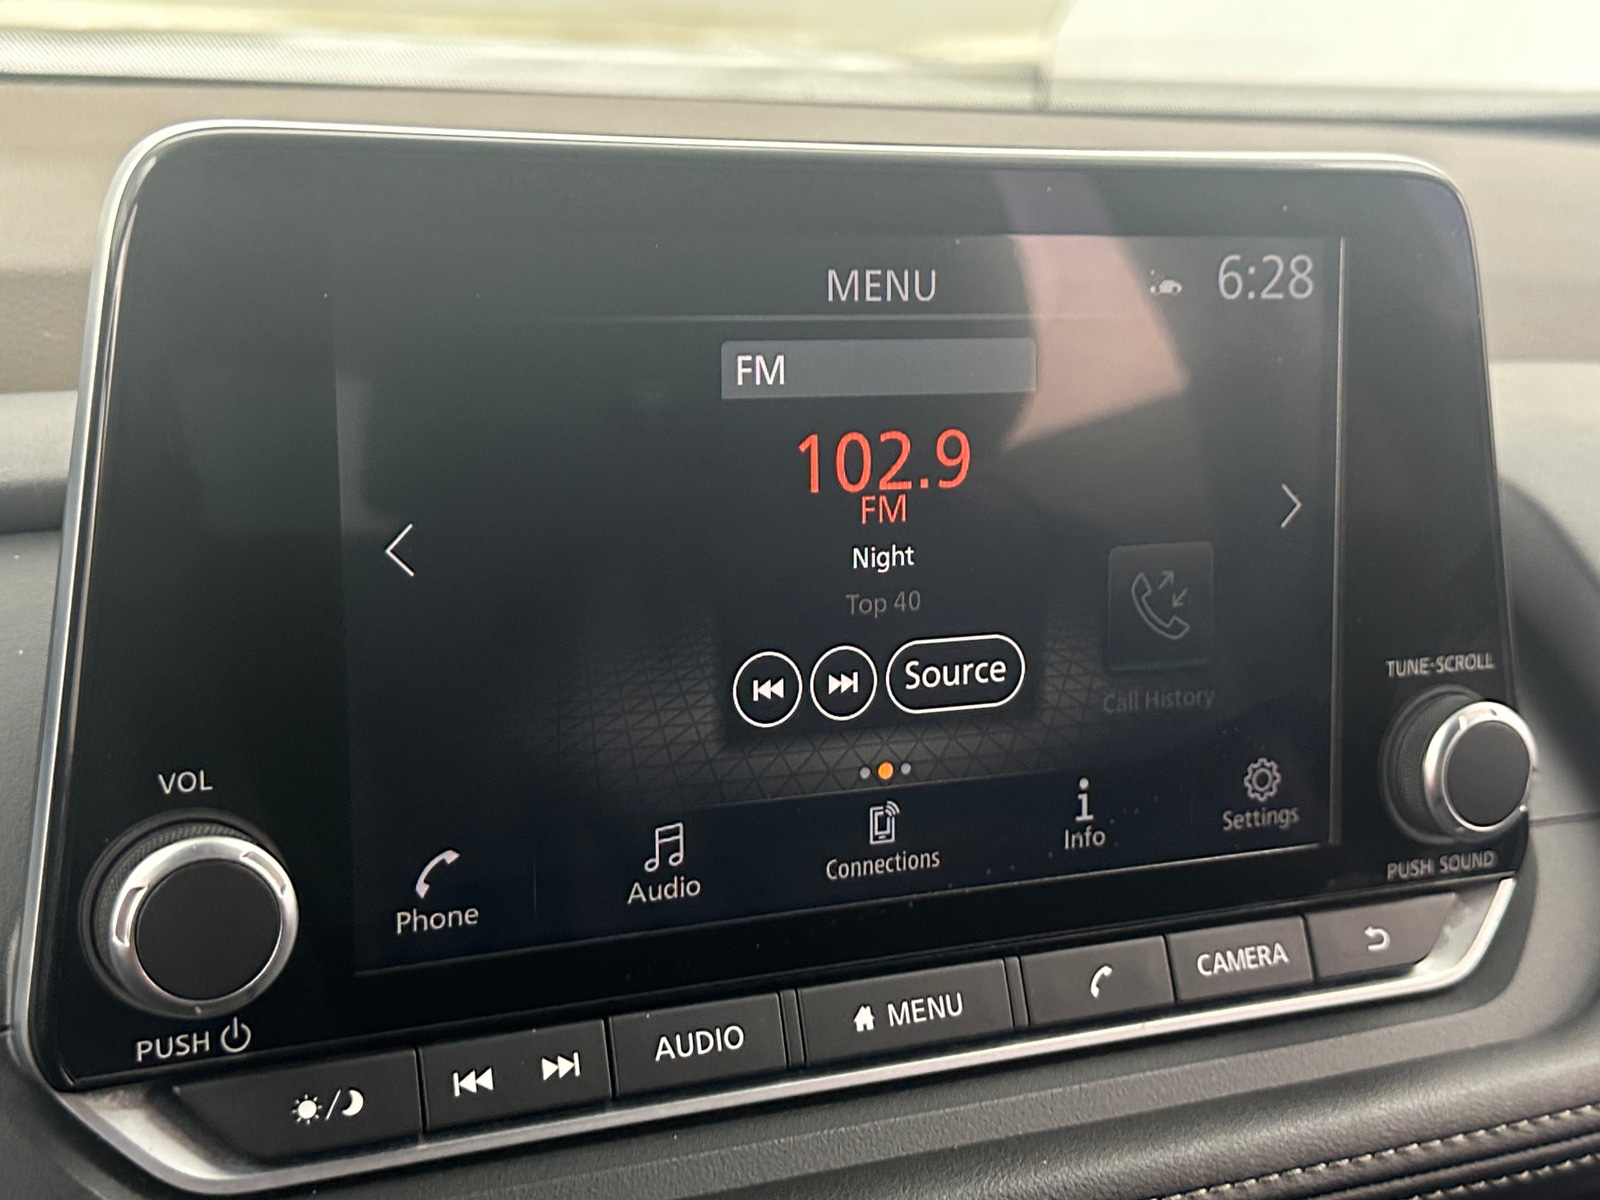 MENU
6:28
FM
102.9
FM
Night
Top 40
Source
Call History
Phone
Audio
Connections
Info
Settings
VOL
PUSH
TUNE·SCROLL
PUSH SOUND
AUDIO
MENU
CAMERA